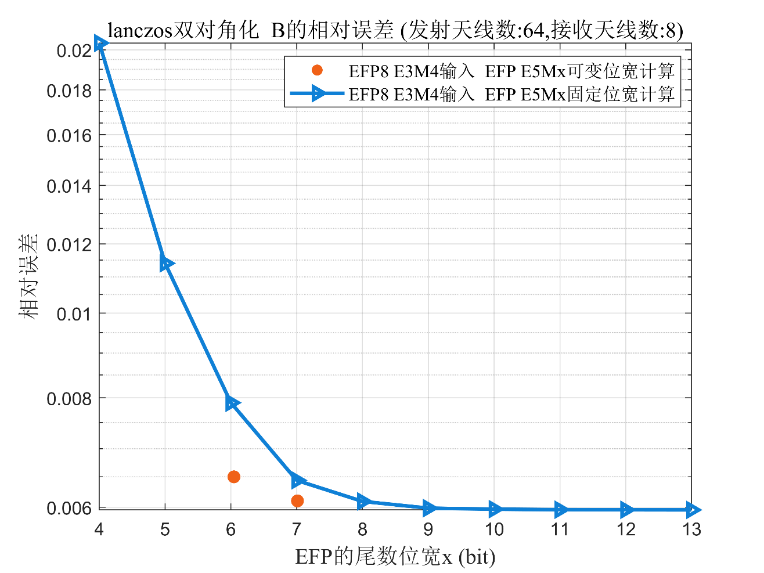 lanczos双对角化  B的相对误差 (发射天线数:64,接收天线数:8)
EFP8 E3M4输入  EFP E5Mx可变位宽计算
EFP8 E3M4输入  EFP E5Mx固定位宽计算
0.02
0.018
0.016
0.014
0.012
0.01
0.008
0.006
相对误差
4 5 6 7 8 9 10 11 12 13
EFP的尾数位宽x (bit)